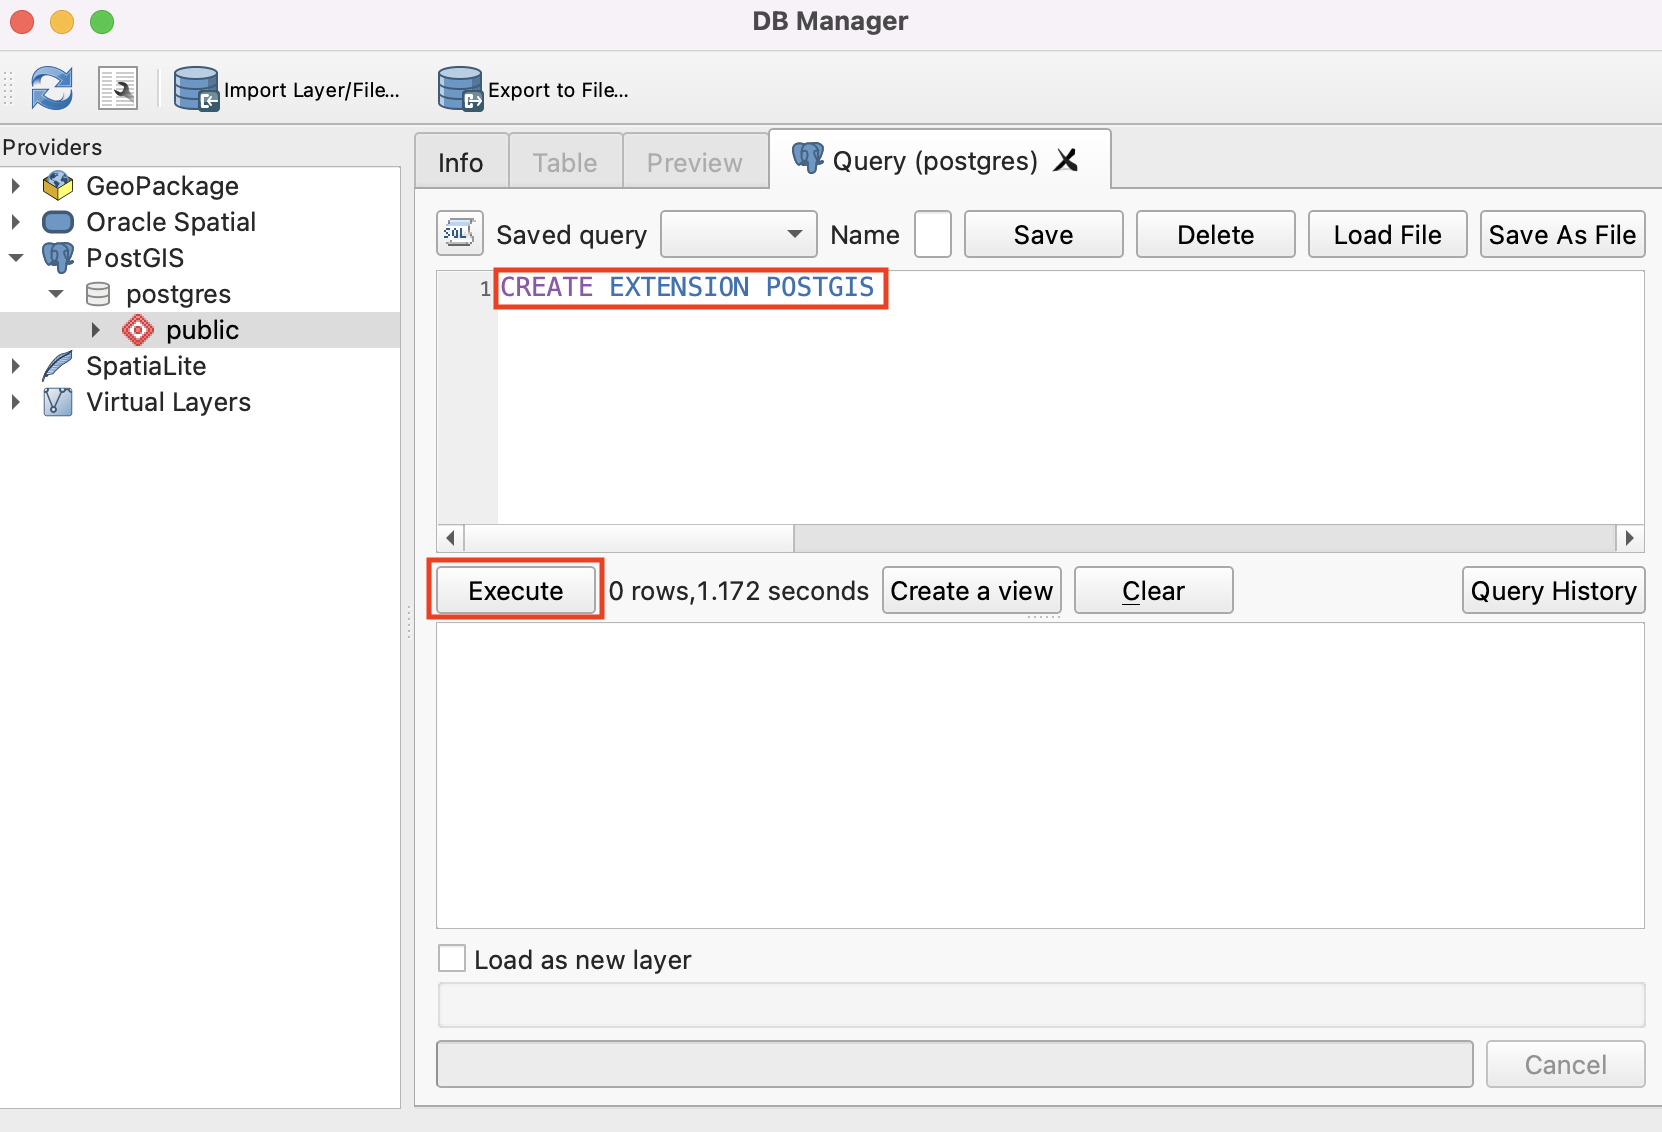 DB Manager
Import Layer/File...
Export to File...
Providers
GeoPackage
Oracle Spatial
PostGIS
postgres
public
SpatiaLite
Virtual Layers
Info
Table
Preview
Query (postgres)
SQL
Saved query
Name
Save
Delete
Load File
Save As File
1
CREATE EXTENSION POSTGIS
Execute
0 rows,1.172 seconds
Create a view
Clear
Query History
Load as new layer
Cancel